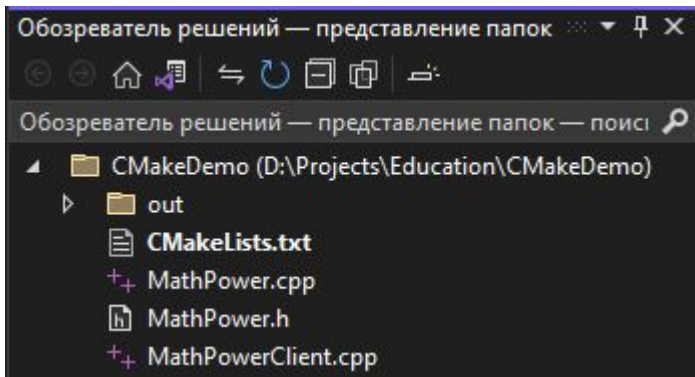 Обозреватель решений — представление папок
Обозреватель решений — представление папок — поиск
CMakeDemo (D:\Projects\Education\CMakeDemo)
out
CMakeLists.txt
MathPower.cpp
MathPower.h
MathPowerClient.cpp